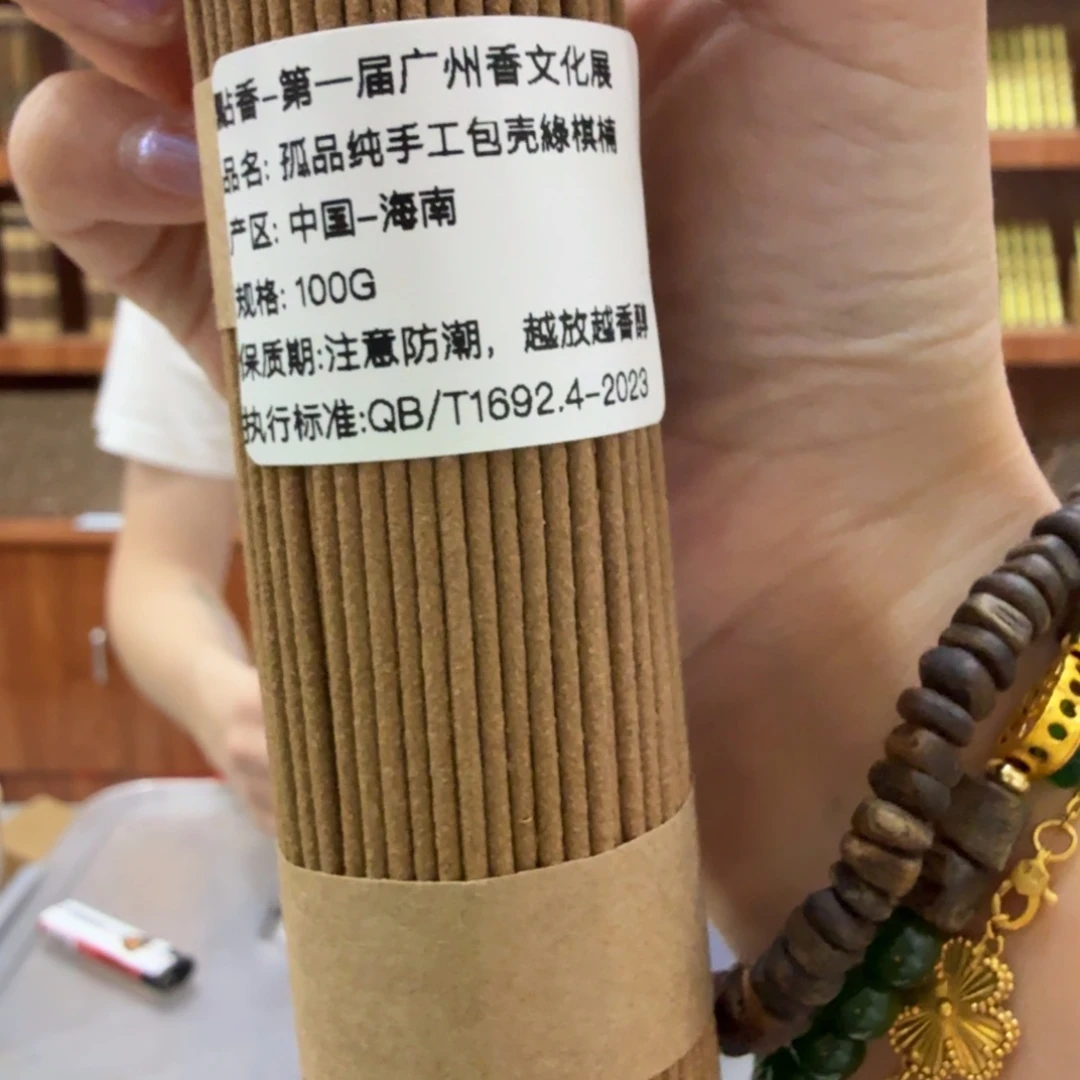 點香-第一届广州香文化展
品名: 孤品纯手工包壳綠棋楠
产区: 中国-海南
规格: 100G
保质期:注意防潮，越放越香醇
执行标准:QB/T1692.4-2023